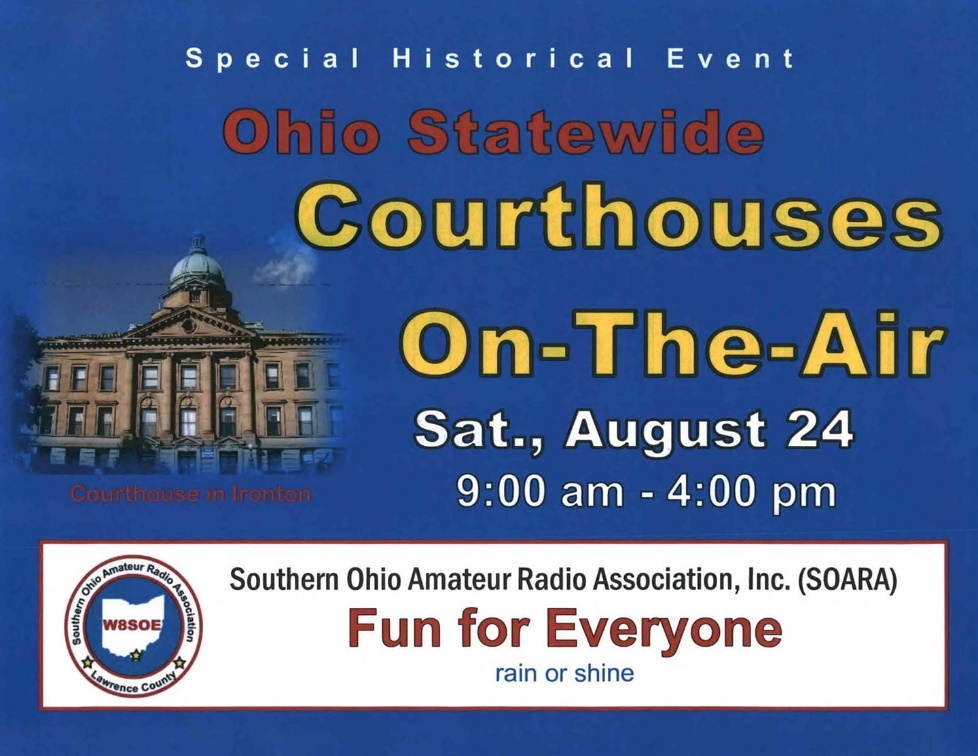 Special Historical Event
Ohio Statewide
Courthouses
On-The-Air
Sat., August 24
9:00 am - 4:00 pm
Courthouse in Ironton
Southern Ohio Amateur Radio Association, Inc. (SOARA)
Fun for Everyone
rain or shine
Southern Ohio Amateur Radio Association
W8SOE
Lawrence County